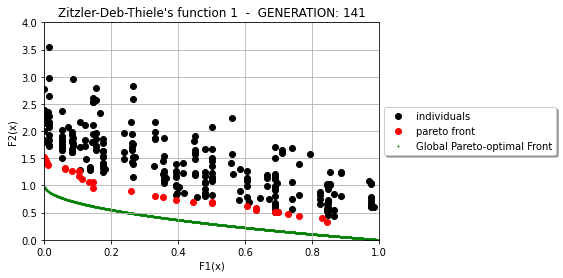 Zitzler-Deb-Thiele's function 1 - GENERATION: 141
4.0
3.5
3.0
2.5
2.0
1.5
1.0
0.5
0.0
F2(x)
0.0 0.2 0.4 0.6 0.8 1.0
F1(x)
individuals
pareto front
Global Pareto-optimal Front